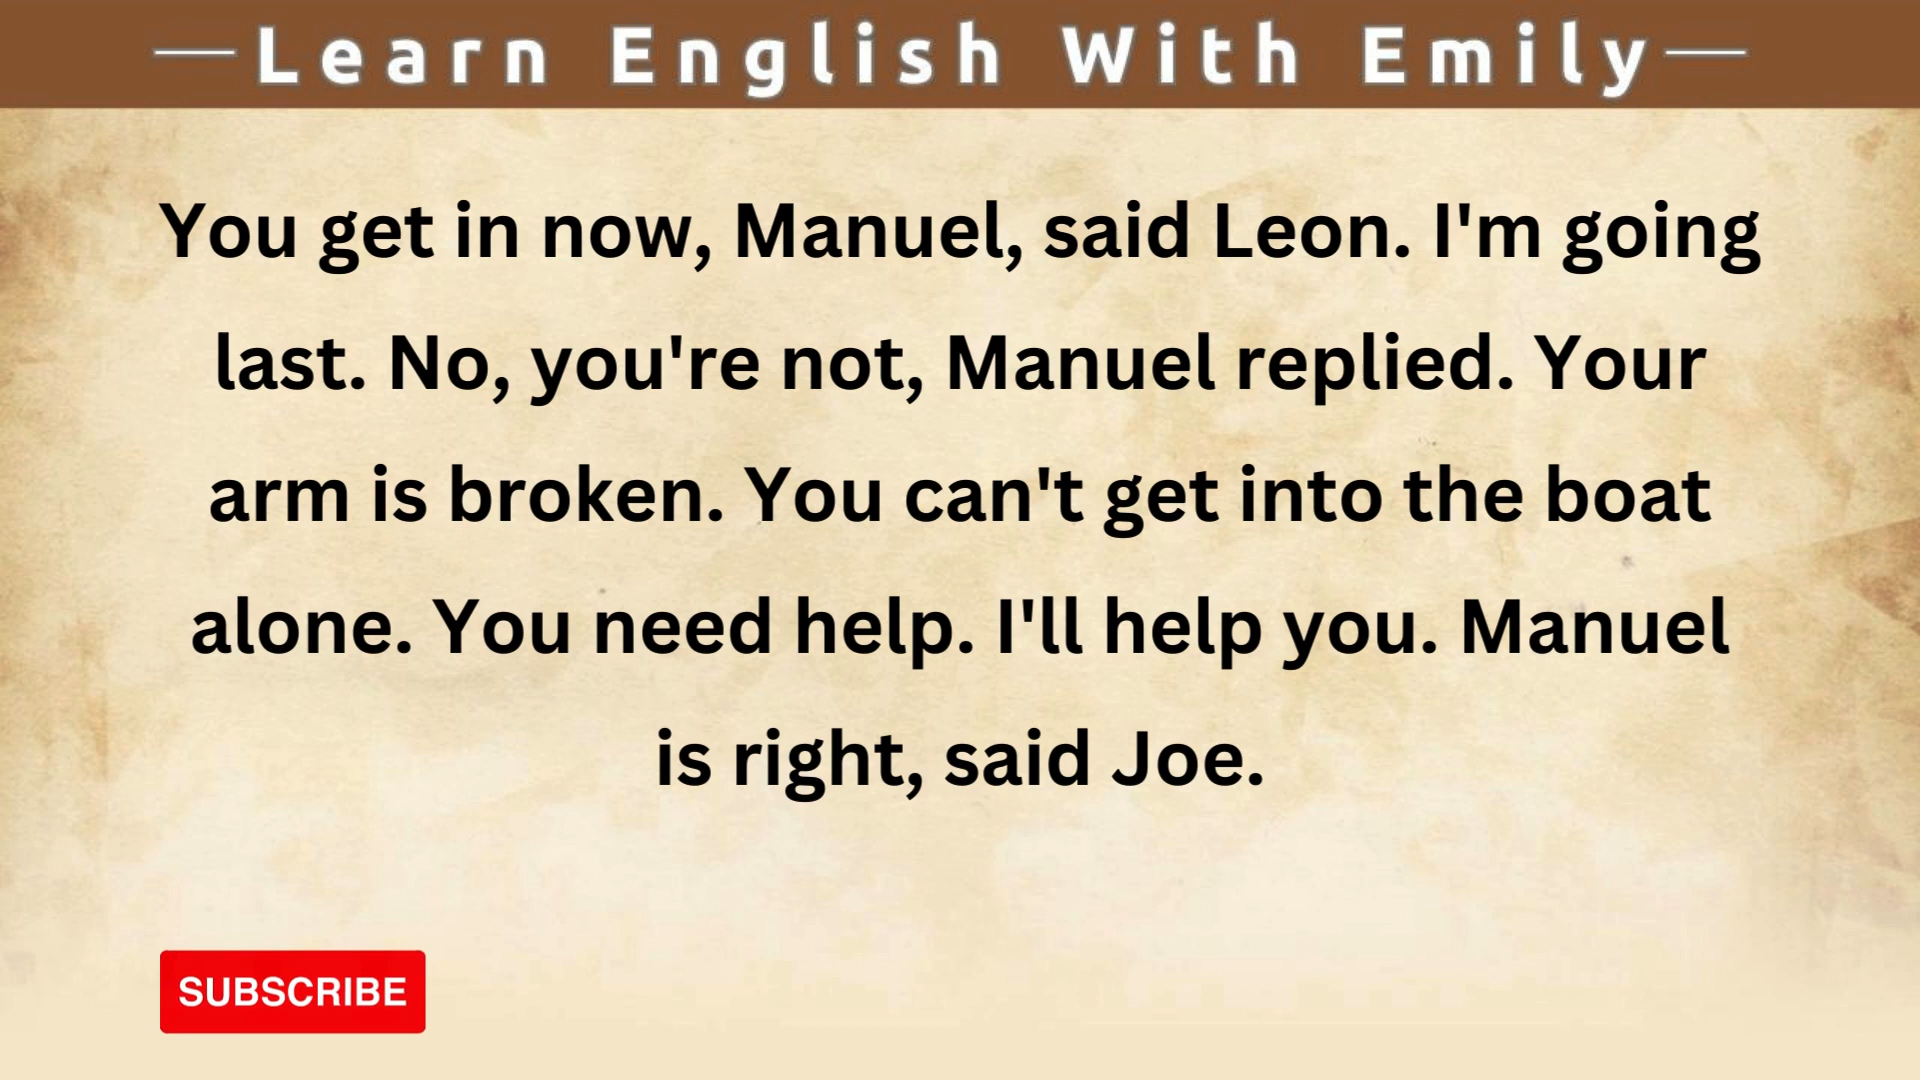 Learn English With Emily
You get in now, Manuel, said Leon. I'm going
last. No, you're not, Manuel replied. Your
arm is broken. You can't get into the boat
alone. You need help. I'll help you. Manuel
is right, said Joe.
SUBSCRIBE